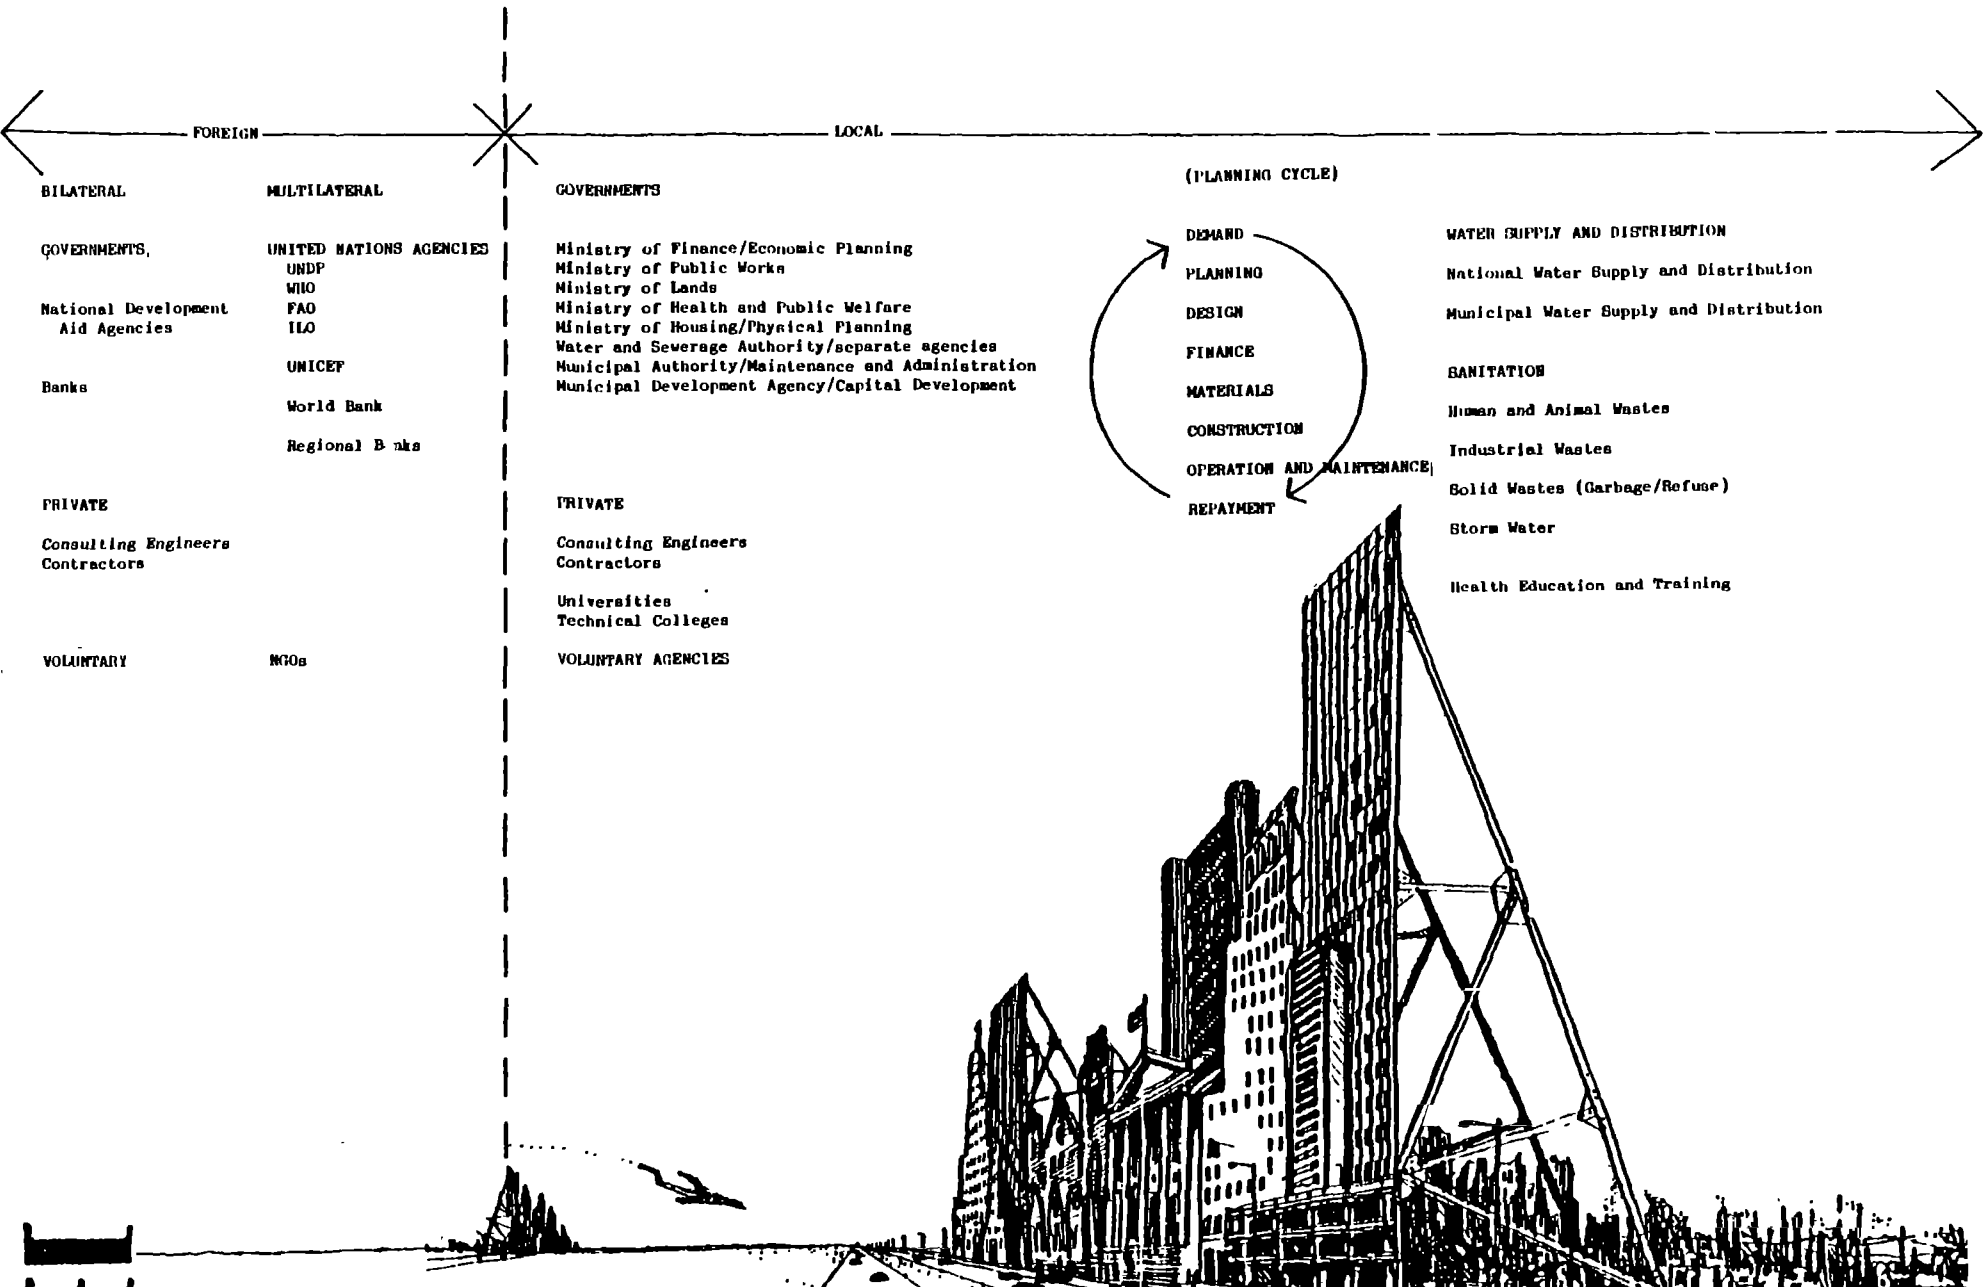 FOREIGN
LOCAL
BILATERAL
GOVERNMENTS,
National Development
Aid Agencies
Banks
PRIVATE
Consulting Engineers
Contractors
VOLUNTARY
MULTILATERAL
UNITED NATIONS AGENCIES
UNDP
WHO
FAO
ILO
UNICEF
World Bank
Regional B nks
NGOs
GOVERNMENTS
Ministry of Finance/Economic Planning
Ministry of Public Works
Ministry of Lands
Ministry of Health and Public Welfare
Ministry of Housing/Physical Planning
Water and Sewerage Authority/separate agencies
Municipal Authority/Maintenance and Administration
Municipal Development Agency/Capital Development
PRIVATE
Consulting Engineers
Contractors
Universities
Technical Colleges
VOLUNTARY AGENCIES
(PLANNING CYCLE)
DEMAND
PLANNING
DESIGN
FINANCE
MATERIALS
CONSTRUCTION
OPERATION AND MAINTENANCE
REPAYMENT
WATER SUPPLY AND DISTRIBUTION
National Water Supply and Distribution
Municipal Water Supply and Distribution
SANITATION
Human and Animal Wastes
Industrial Wastes
Solid Wastes (Garbage/Refuse)
Storm Water
Health Education and Training